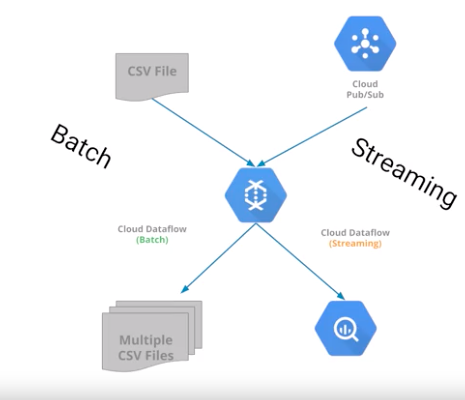 CSV File
Cloud
Pub/Sub
Batch
Streaming
Cloud Dataflow
(Batch)
Cloud Dataflow
(Streaming)
Multiple
CSV Files